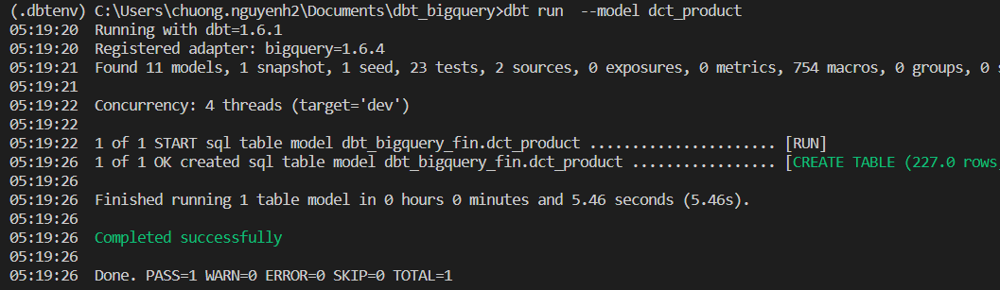 (.dbtenv) C:\Users\chuong.nguyenh2\Documents\dbt_bigquery>dbt run  --model dct_product
05:19:20  Running with dbt=1.6.1
05:19:20  Registered adapter: bigquery=1.6.4
05:19:21  Found 11 models, 1 snapshot, 1 seed, 23 tests, 2 sources, 0 exposures, 0 metrics, 754 macros, 0 groups, 0
05:19:21
05:19:22  Concurrency: 4 threads (target='dev')
05:19:22
05:19:22  1 of 1 START sql table model dbt_bigquery_fin.dct_product ...................... [RUN]
05:19:26  1 of 1 OK created sql table model dbt_bigquery_fin.dct_product ................. [CREATE TABLE (227.0 rows
05:19:26
05:19:26  Finished running 1 table model in 0 hours 0 minutes and 5.46 seconds (5.46s).
05:19:26
05:19:26  Completed successfully
05:19:26
05:19:26  Done. PASS=1 WARN=0 ERROR=0 SKIP=0 TOTAL=1